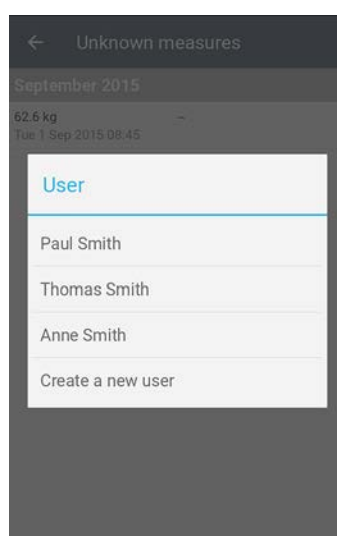 Unknown measures
September 2015
62.6 kg --
Tue 1 Sep 2015 08:45
User
Paul Smith
Thomas Smith
Anne Smith
Create a new user